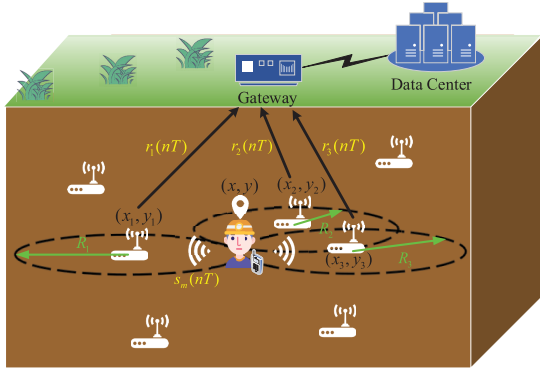 Data Center
Gateway
r₁(nT)
r₂(nT)
r₃(nT)
(x, y)
(x₂, y₂)
(x₁, y₁)
R₁
R₂
(x₃, y₃)
R₃
sₘ(nT)